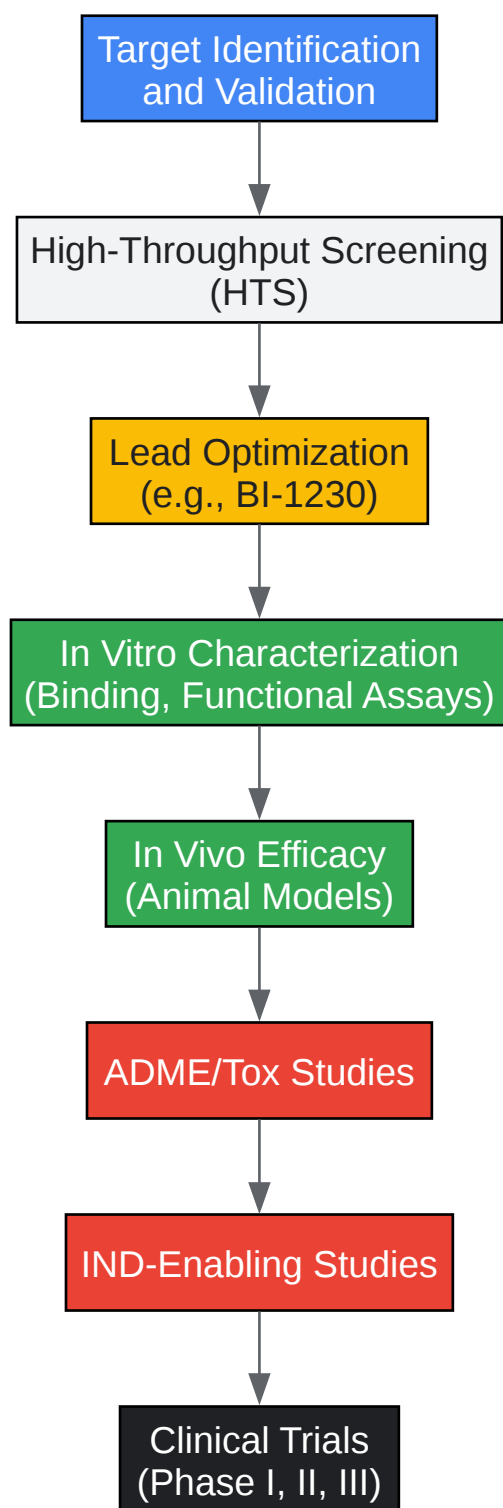 Target Identification
and Validation
High-Throughput Screening
(HTS)
Lead Optimization
(e.g., BI-1230)
In Vitro Characterization
(Binding, Functional Assays)
In Vivo Efficacy
(Animal Models)
ADME/Tox Studies
IND-Enabling Studies
Clinical Trials
(Phase I, II, III)